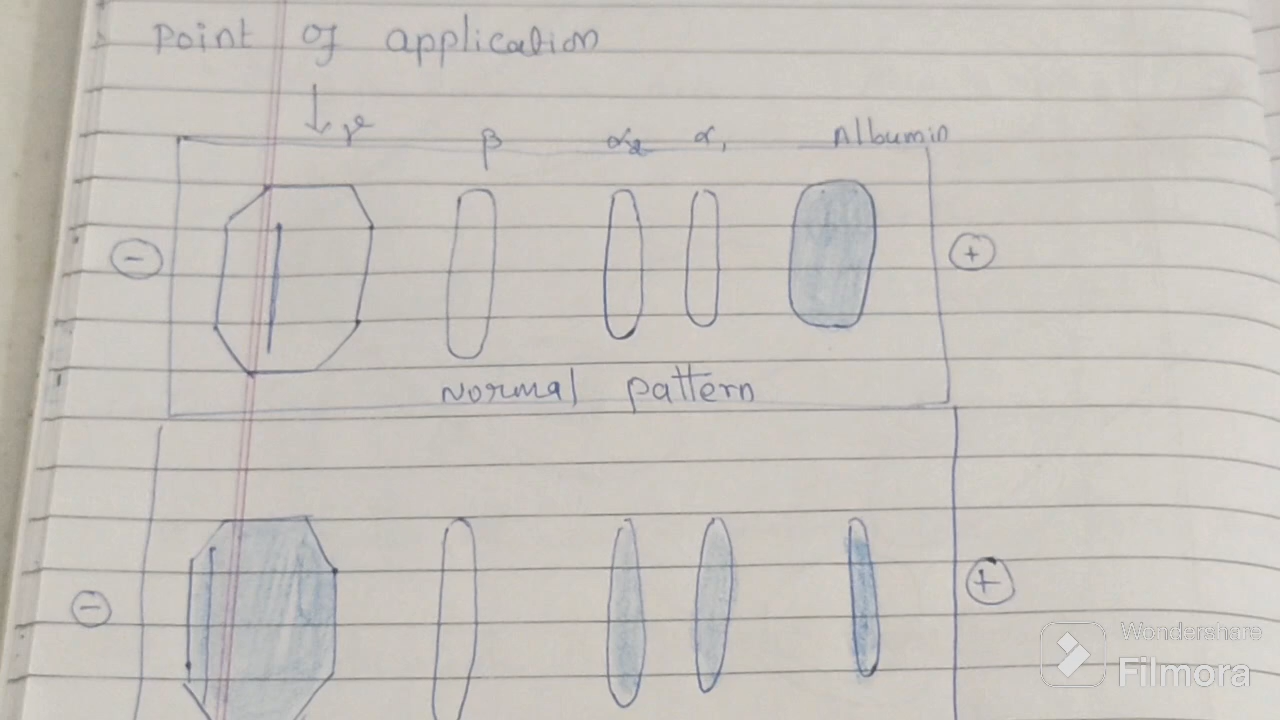 Point of application
γ β α2 α1 Albumin
- +
Normal pattern
- +
Wondershare
Filmora